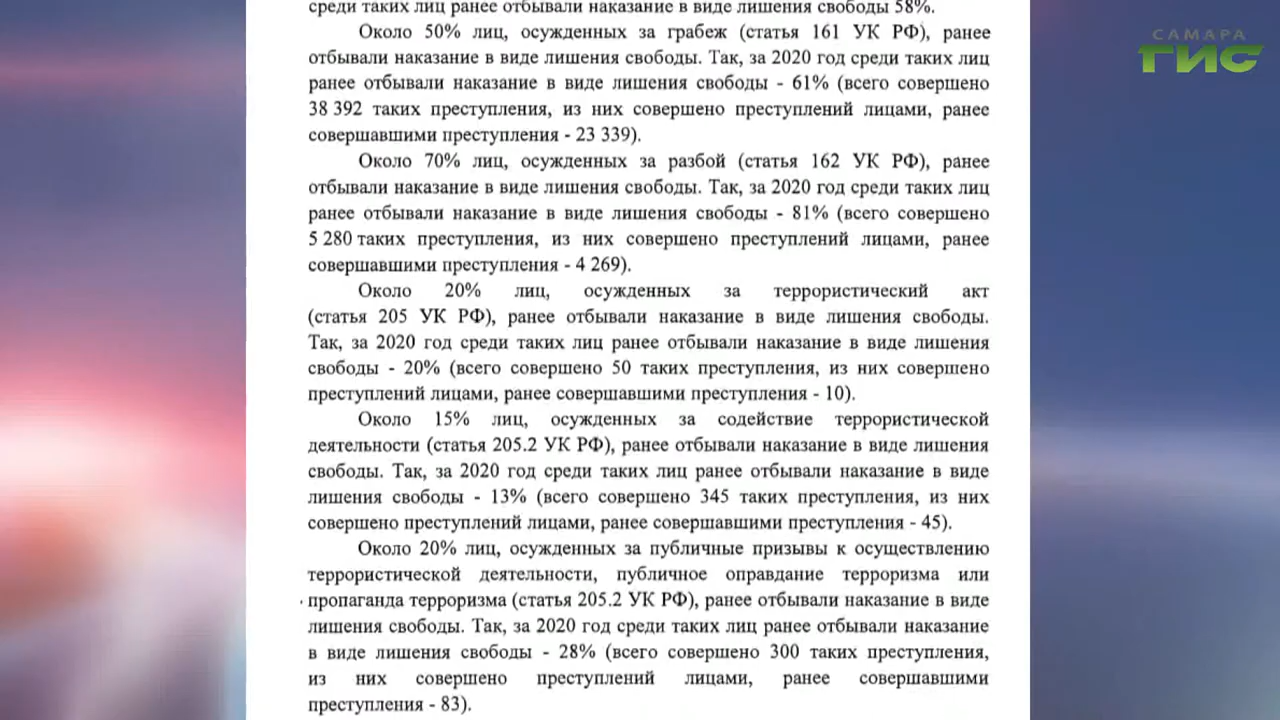 среди таких лиц ранее отбывали наказание в виде лишения свободы 58%.
Около 50% лиц, осужденных за грабеж (статья 161 УК РФ), ранее
отбывали наказание в виде лишения свободы. Так, за 2020 год среди таких лиц
ранее отбывали наказание в виде лишения свободы - 61% (всего совершено
38 392 таких преступления, из них совершено преступлений лицами, ранее
совершавшими преступления - 23 339).
Около 70% лиц, осужденных за разбой (статья 162 УК РФ), ранее
отбывали наказание в виде лишения свободы. Так, за 2020 год среди таких лиц
ранее отбывали наказание в виде лишения свободы - 81% (всего совершено
5 280 таких преступления, из них совершено преступлений лицами, ранее
совершавшими преступления - 4 269).
Около 20% лиц, осужденных за террористический акт
(статья 205 УК РФ), ранее отбывали наказание в виде лишения свободы.
Так, за 2020 год среди таких лиц ранее отбывали наказание в виде лишения
свободы - 20% (всего совершено 50 таких преступления, из них совершено
преступлений лицами, ранее совершавшими преступления - 10).
Около 15% лиц, осужденных за содействие террористической
деятельности (статья 205.2 УК РФ), ранее отбывали наказание в виде лишения
свободы. Так, за 2020 год среди таких лиц ранее отбывали наказание в виде
лишения свободы - 13% (всего совершено 345 таких преступления, из них
совершено преступлений лицами, ранее совершавшими преступления - 45).
Около 20% лиц, осужденных за публичные призывы к осуществлению
террористической деятельности, публичное оправдание терроризма или
пропаганда терроризма (статья 205.2 УК РФ), ранее отбывали наказание в виде
лишения свободы. Так, за 2020 год среди таких лиц ранее отбывали наказание
в виде лишения свободы - 28% (всего совершено 300 таких преступления,
из них совершено преступлений лицами, ранее совершавшими
преступления - 83).
САМАРА
ГИС